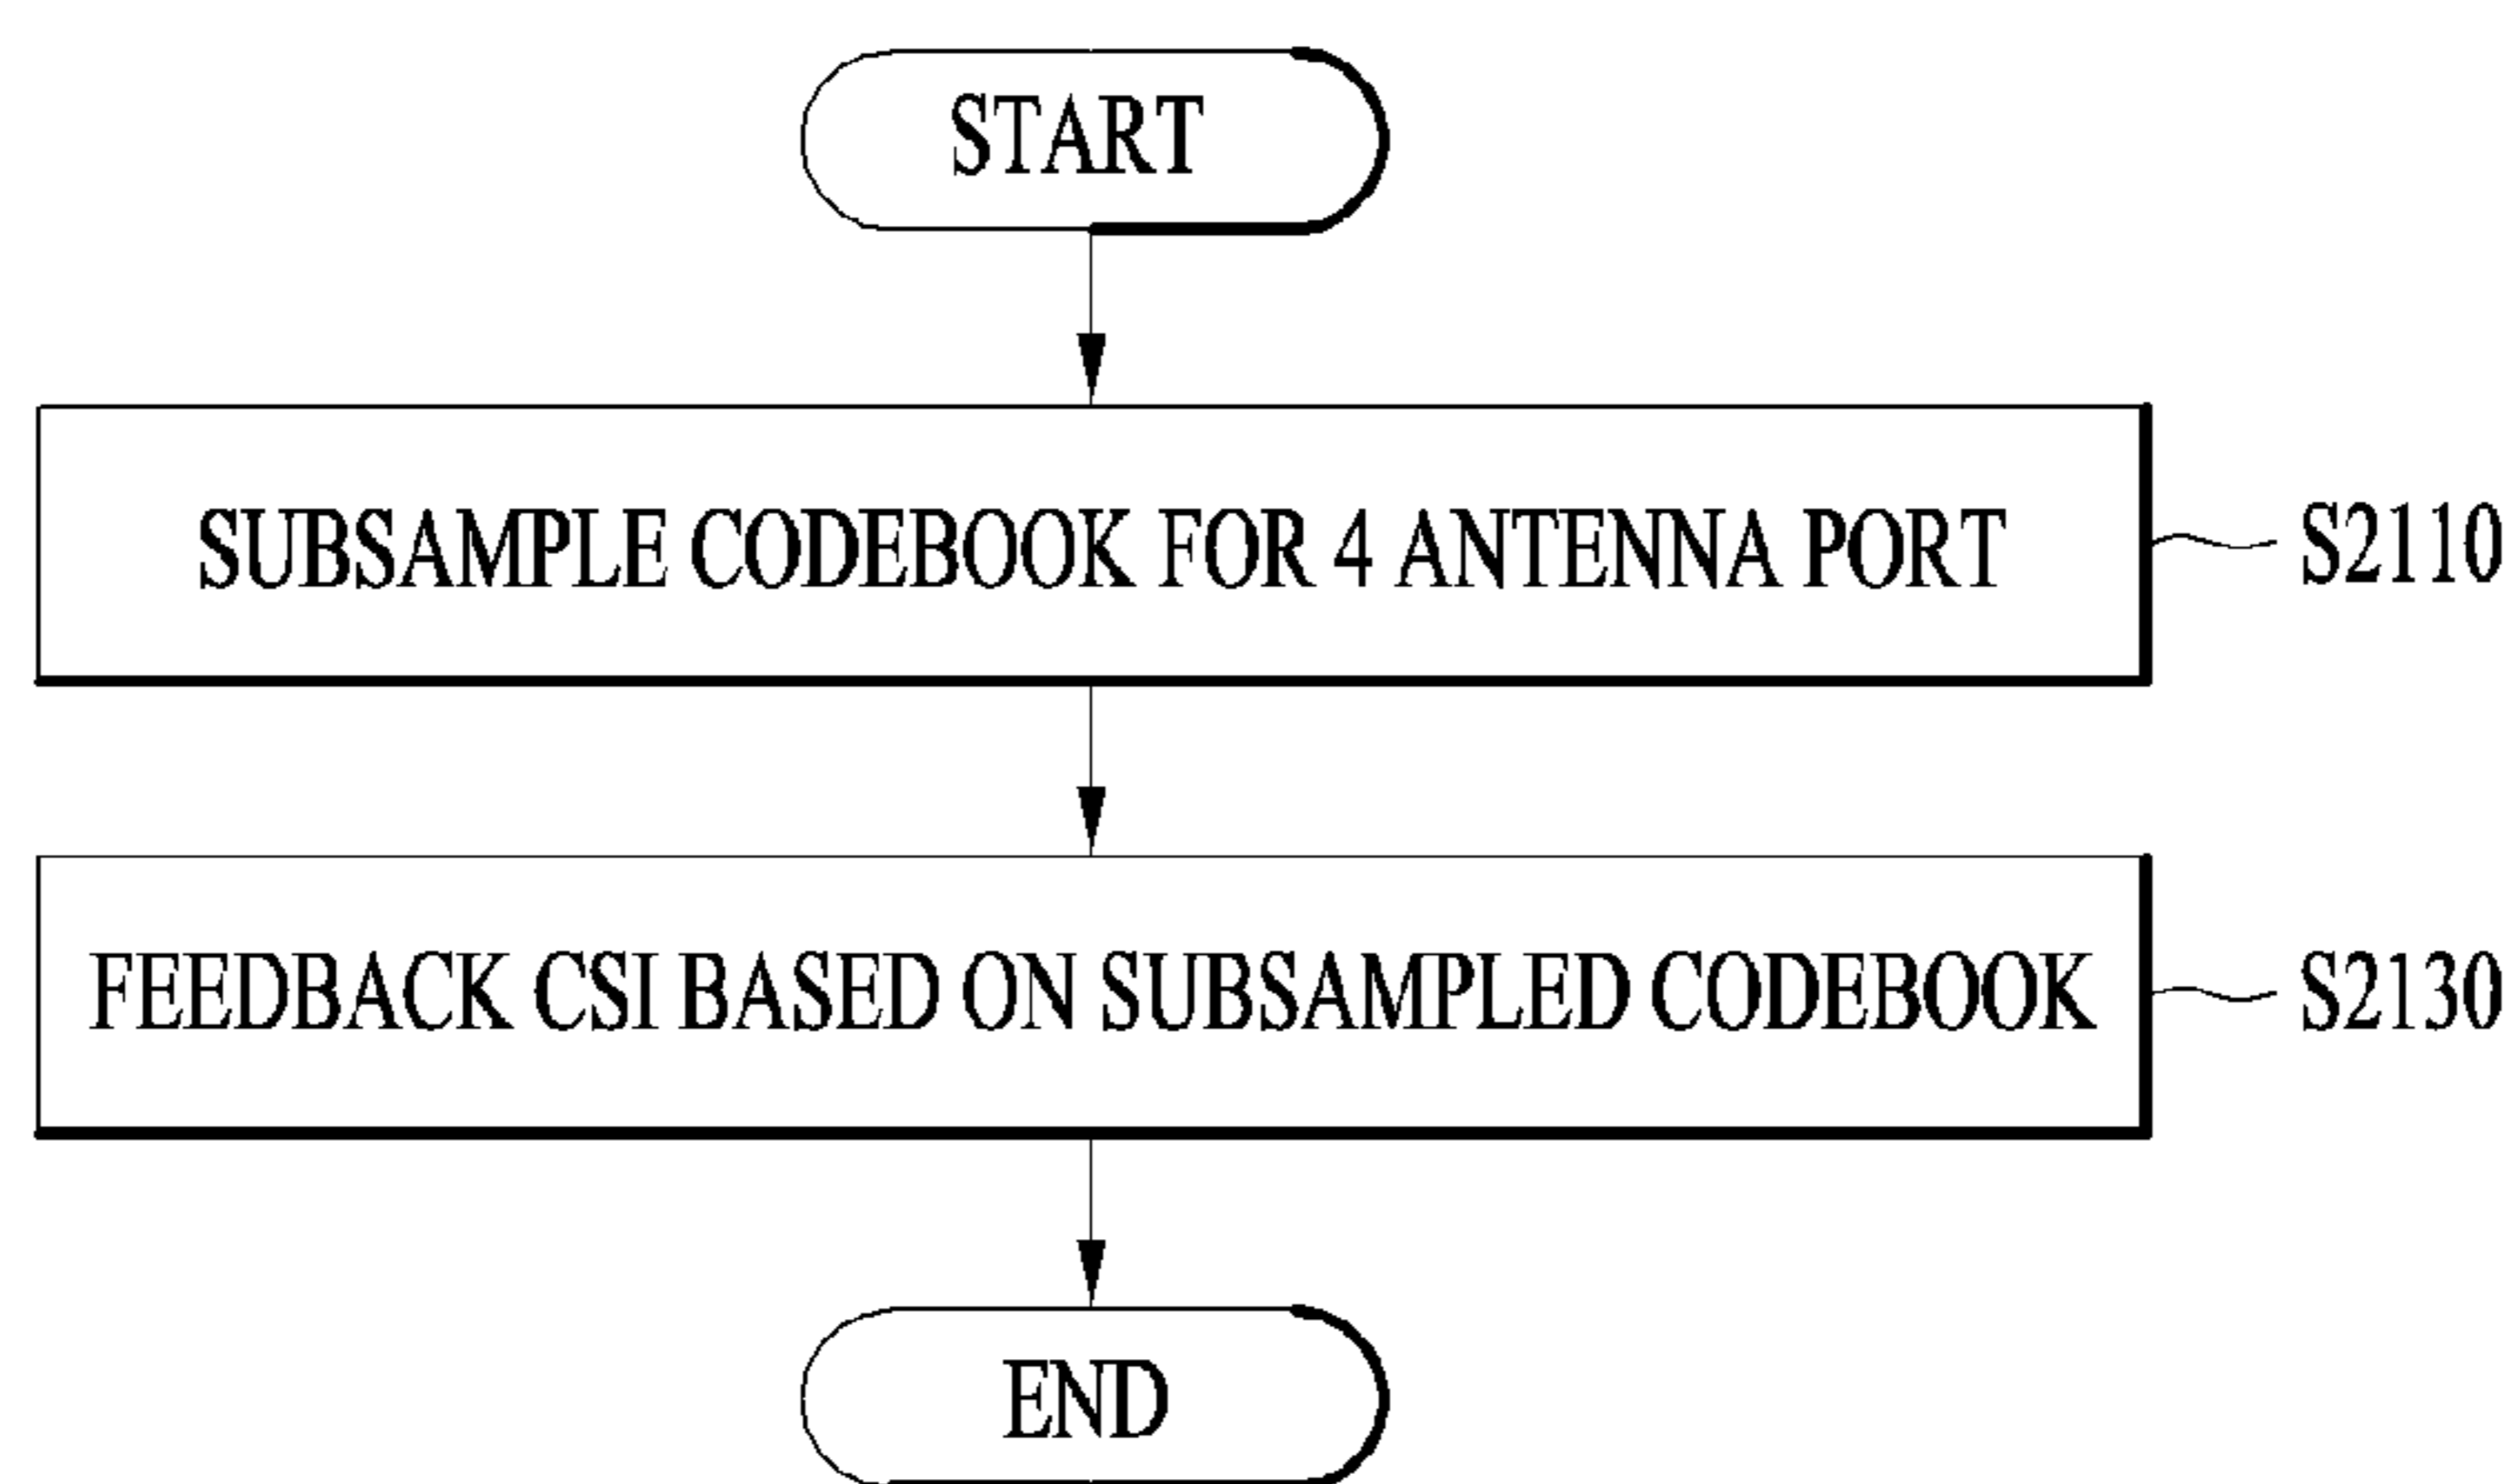 START
SUBSAMPLE CODEBOOK FOR 4 ANTENNA PORT
S2110
FEEDBACK CSI BASED ON SUBSAMPLED CODEBOOK
S2130
END